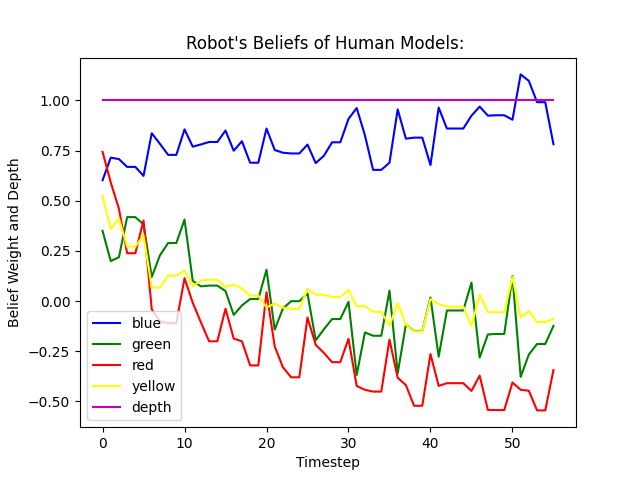 Robot's Beliefs of Human Models:
Belief Weight and Depth
1.00
0.75
0.50
0.25
0.00
−0.25
−0.50
blue
green
red
yellow
depth
0 10 20 30 40 50
Timestep